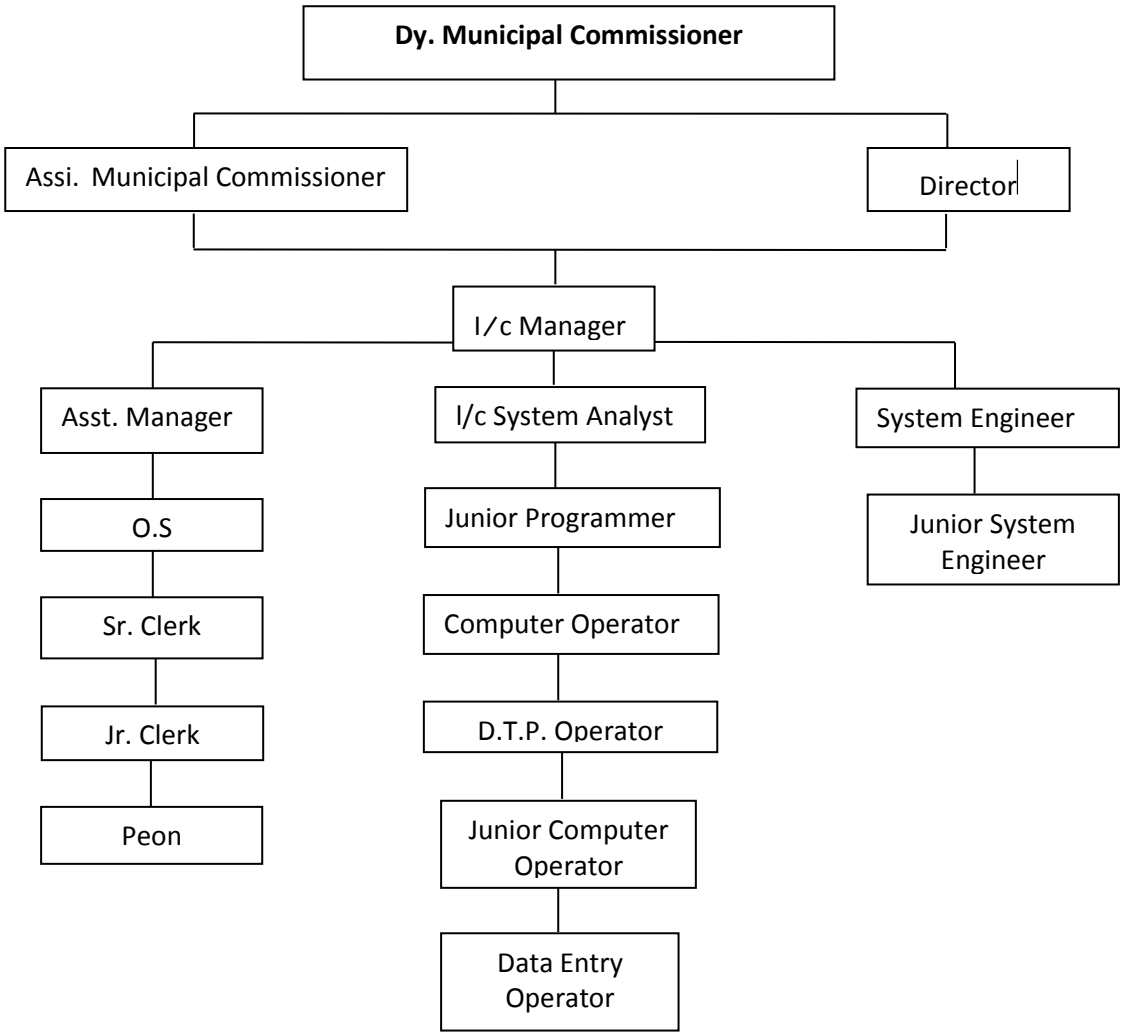 Dy. Municipal Commissioner
Assi. Municipal Commissioner
Director
I/c Manager
Asst. Manager
I/c System Analyst
System Engineer
O.S
Junior Programmer
Junior System
Engineer
Sr. Clerk
Computer Operator
Jr. Clerk
D.T.P. Operator
Peon
Junior Computer
Operator
Data Entry
Operator